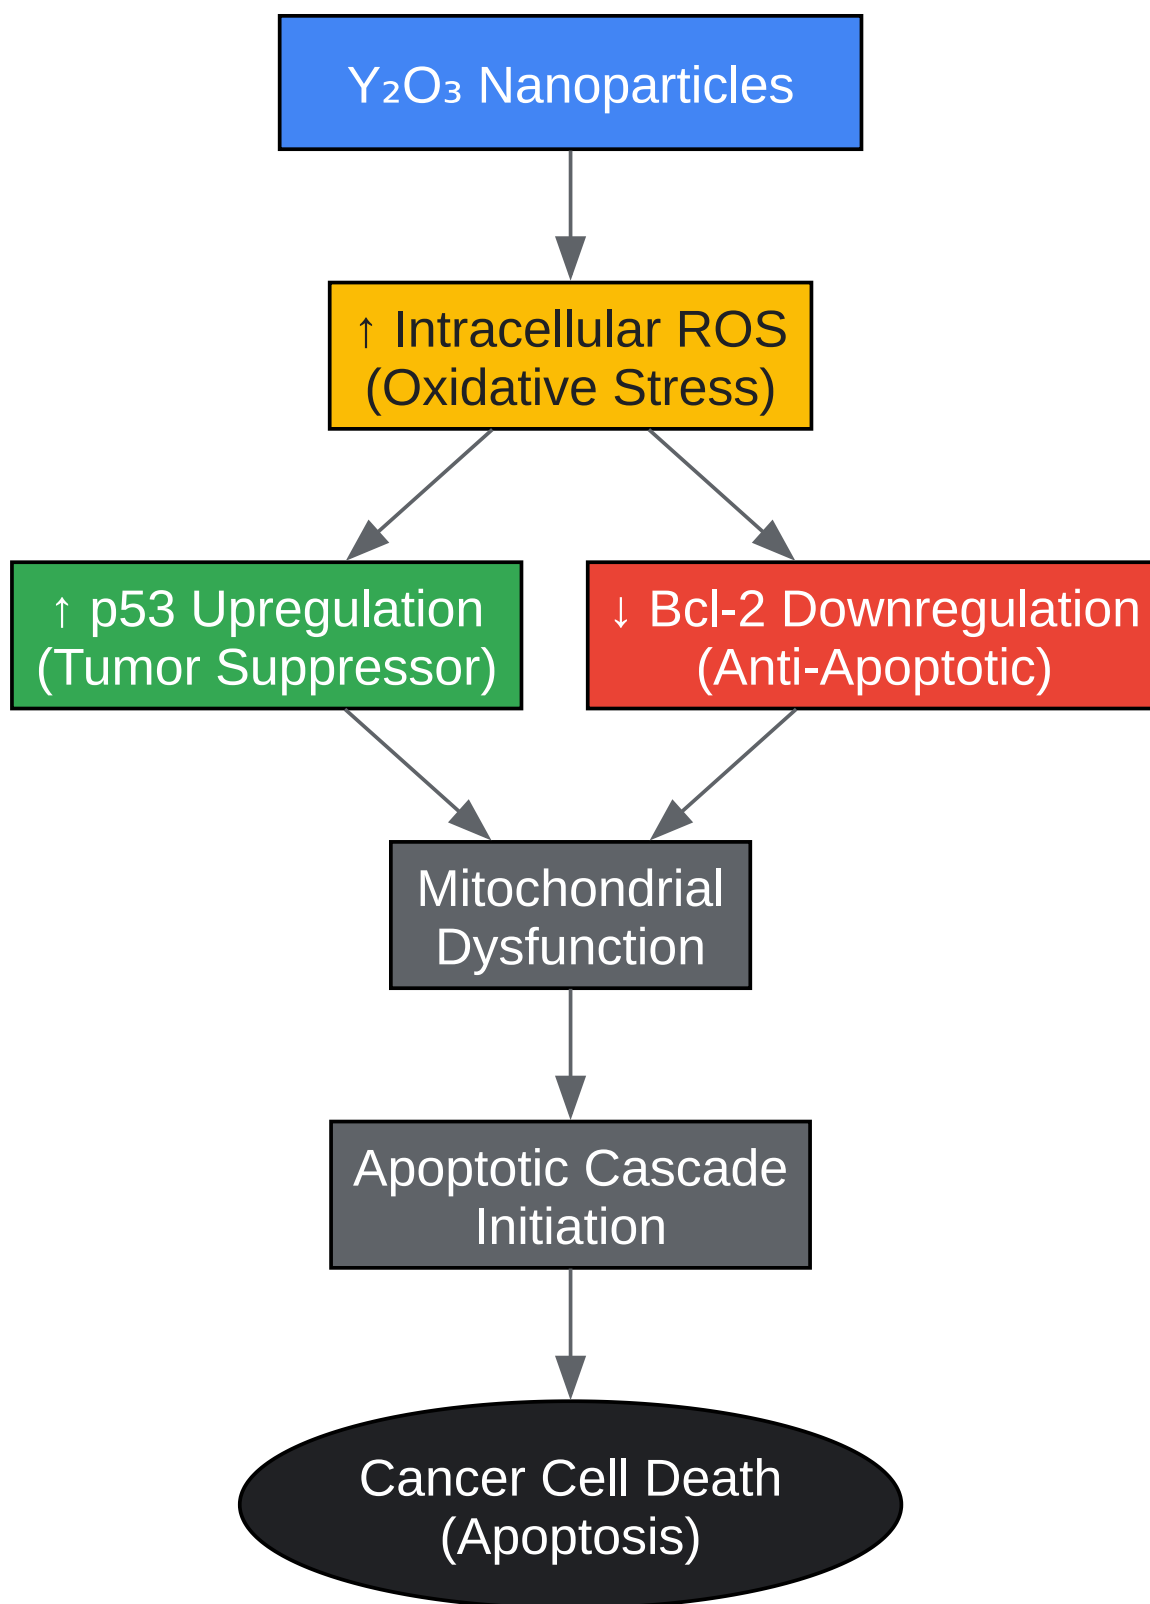 Y₂O₃ Nanoparticles
↑ Intracellular ROS
(Oxidative Stress)
↑ p53 Upregulation
(Tumor Suppressor)
↓ Bcl-2 Downregulation
(Anti-Apoptotic)
Mitochondrial
Dysfunction
Apoptotic Cascade
Initiation
Cancer Cell Death
(Apoptosis)